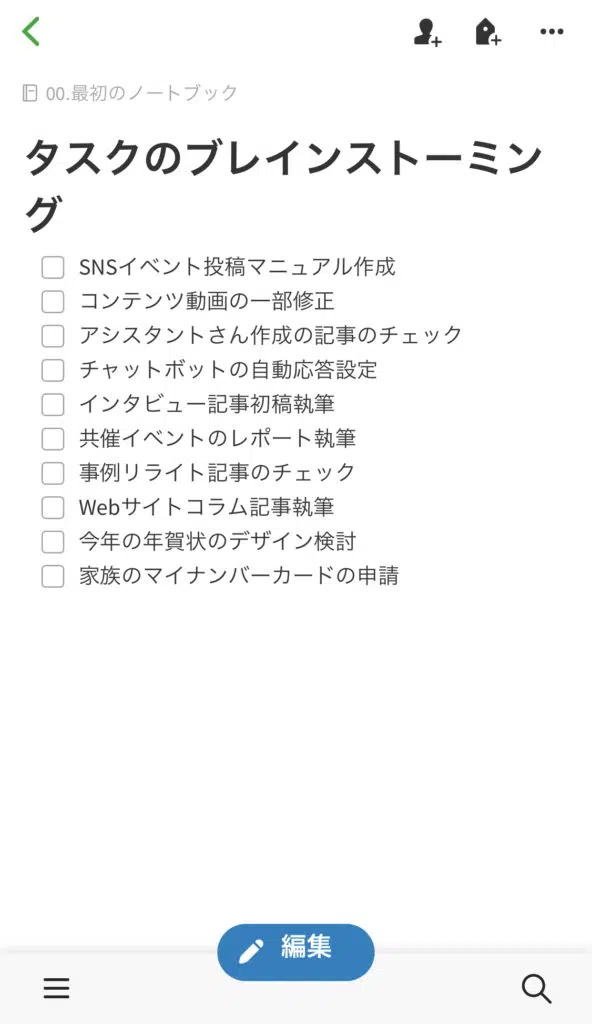 00.最初のノートブック
タスクのブレインストーミン
グ
SNSイベント投稿マニュアル作成
コンテンツ動画の一部修正
アシスタントさん作成の記事のチェック
チャットボットの自動応答設定
インタビュー記事初稿執筆
共催イベントのレポート執筆
事例リライト記事のチェック
Webサイトコラム記事執筆
今年の年賀状のデザイン検討
家族のマイナンバーカードの申請
編集